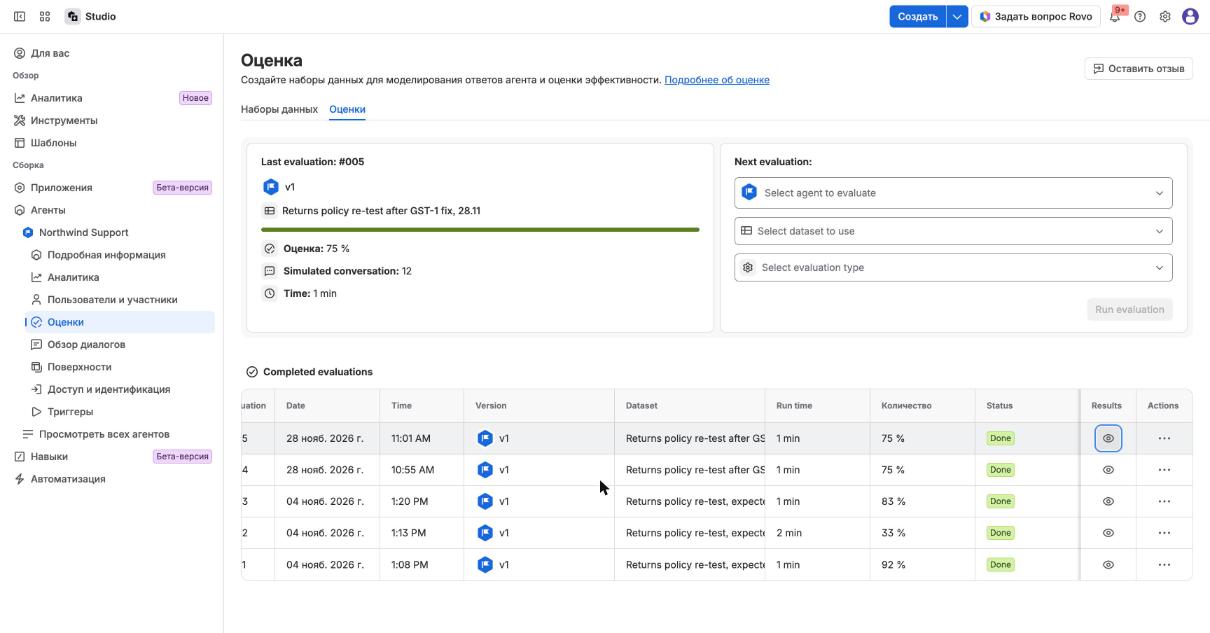 Studio
Создать
Задать вопрос Rovo
9+
Для вас
Обзор
Аналитика
Новое
Инструменты
Шаблоны
Сборка
Приложения
Бета-версия
Агенты
Northwind Support
Подробная информация
Аналитика
Пользователи и участники
Оценки
Обзор диалогов
Поверхности
Доступ и идентификация
Триггеры
Просмотреть всех агентов
Навыки
Бета-версия
Автоматизация
Оценка
Создайте наборы данных для моделирования ответов агента и оценки эффективности. Подробнее об оценке
Оставить отзыв
Наборы данных Оценки
Last evaluation: #005
v1
Returns policy re-test after GST-1 fix, 28.11
Оценка: 75 %
Simulated conversation: 12
Time: 1 min
Next evaluation:
Select agent to evaluate
Select dataset to use
Select evaluation type
Run evaluation
Completed evaluations
uation Date Time Version Dataset Run time Количество Status Results Actions
5 28 нояб. 2026 г. 11:01 AM v1 Returns policy re-test after GS 1 min 75 % Done
4 28 нояб. 2026 г. 10:55 AM v1 Returns policy re-test after GS 1 min 75 % Done
3 04 нояб. 2026 г. 1:20 PM v1 Returns policy re-test, expecte 1 min 83 % Done
2 04 нояб. 2026 г. 1:13 PM v1 Returns policy re-test, expecte 2 min 33 % Done
1 04 нояб. 2026 г. 1:08 PM v1 Returns policy re-test, expecte 1 min 92 % Done